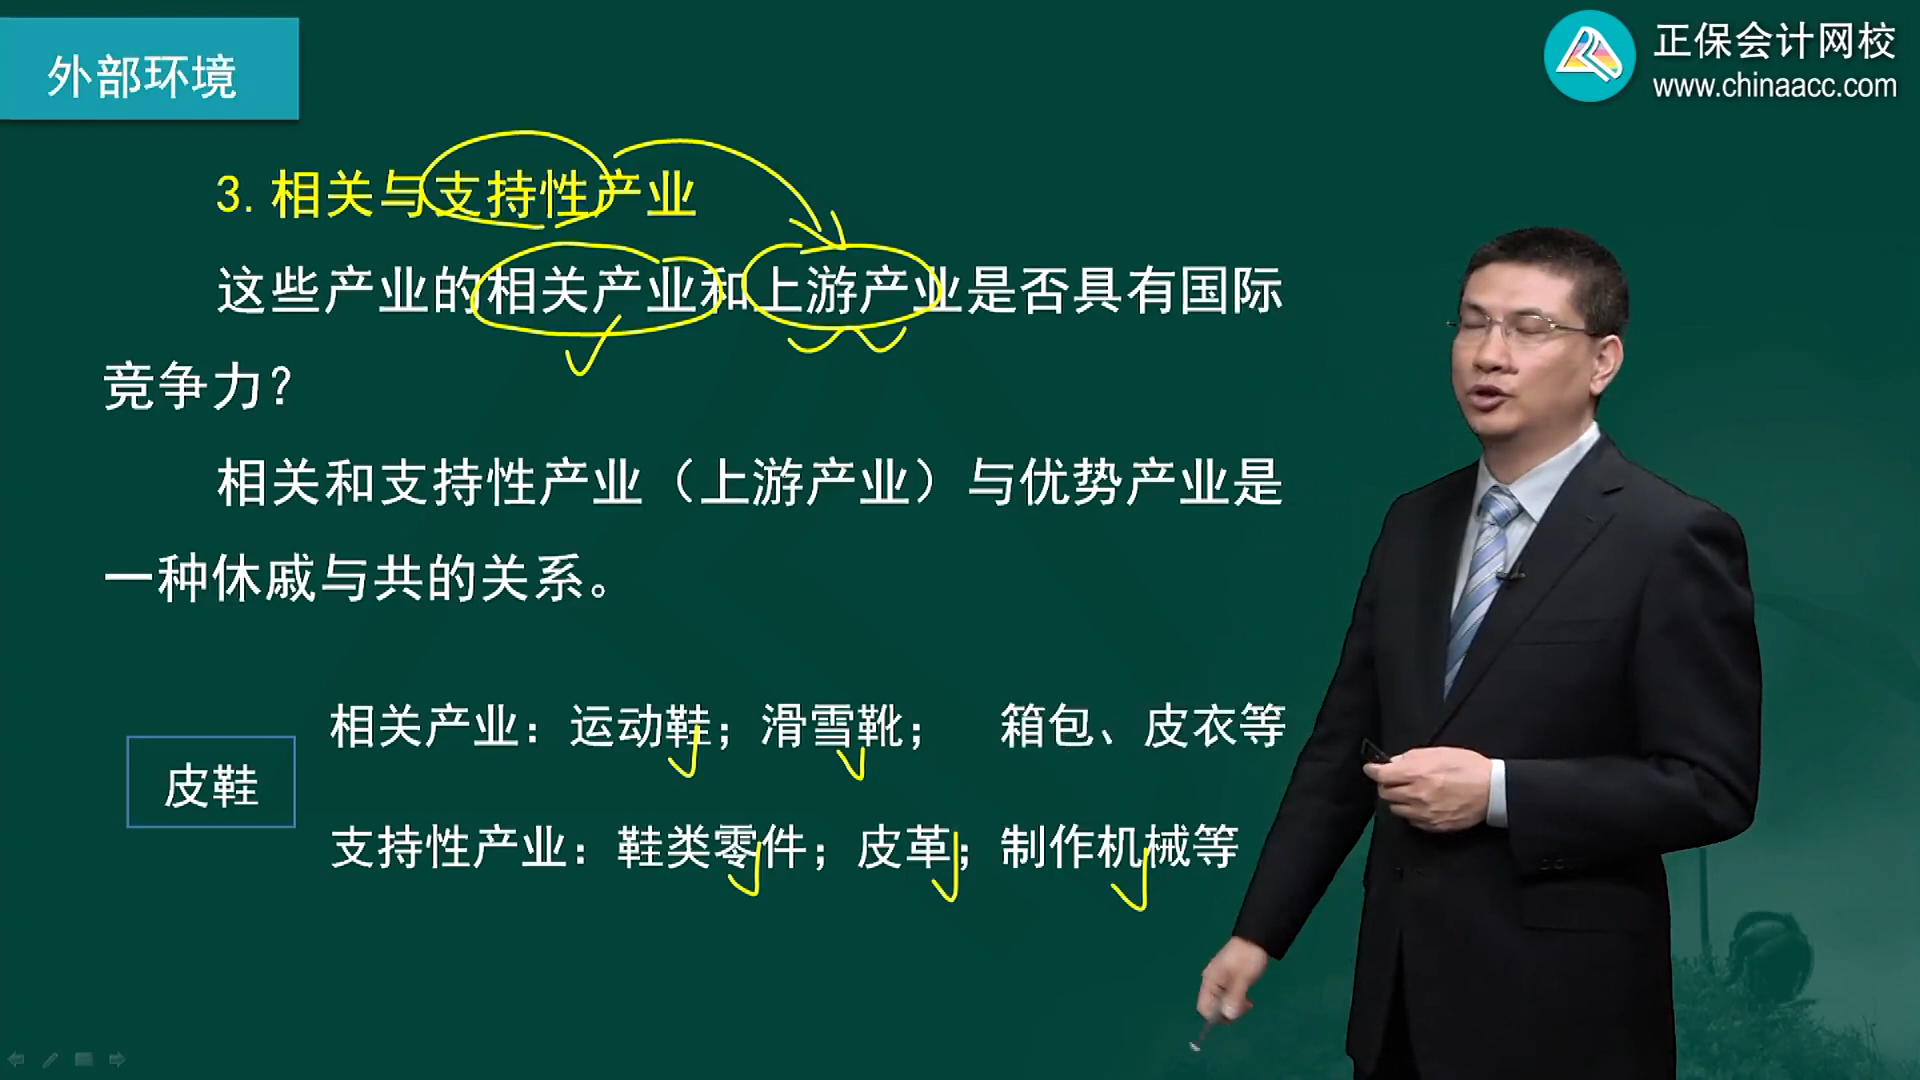 外部环境
正保会计网校
www.chinaacc.com
3.相关与支持性产业
这些产业的相关产业和上游产业是否具有国际
竞争力？
相关和支持性产业（上游产业）与优势产业是
一种休戚与共的关系。
相关产业：运动鞋；滑雪靴； 箱包、皮衣等
皮鞋
支持性产业：鞋类零件；皮革；制作机械等